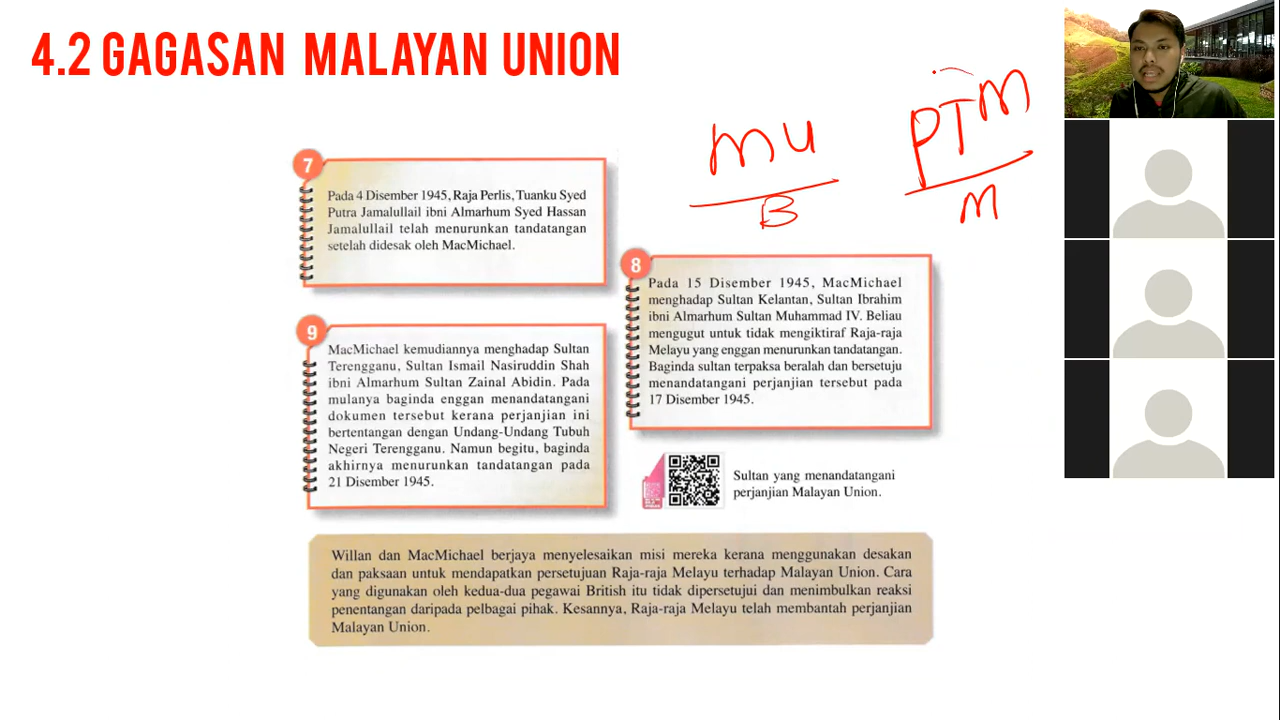 4.2 GAGASAN MALAYAN UNION
MU
B
PTM
M
7
Pada 4 Disember 1945, Raja Perlis, Tuanku Syed
Putra Jamalullail ibni Almarhum Syed Hassan
Jamalullail telah menurunkan tandatangan
setelah didesak oleh MacMichael.
8
Pada 15 Disember 1945, MacMichael
menghadap Sultan Kelantan, Sultan Ibrahim
ibni Almarhum Sultan Muhammad IV. Beliau
mengugut untuk tidak mengiktiraf Raja-raja
Melayu yang enggan menurunkan tandatangan.
Baginda sultan terpaksa beralah dan bersetuju
menandatangani perjanjian tersebut pada
17 Disember 1945.
9
MacMichael kemudiannya menghadap Sultan
Terengganu, Sultan Ismail Nasiruddin Shah
ibni Almarhum Sultan Zainal Abidin. Pada
mulanya baginda enggan menandatangani
dokumen tersebut kerana perjanjian ini
bertentangan dengan Undang-Undang Tubuh
Negeri Terengganu. Namun begitu, baginda
akhirnya menurunkan tandatangan pada
21 Disember 1945.
Sultan yang menandatangani
perjanjian Malayan Union.
Willan dan MacMichael berjaya menyelesaikan misi mereka kerana menggunakan desakan
dan paksaan untuk mendapatkan persetujuan Raja-raja Melayu terhadap Malayan Union. Cara
yang digunakan oleh kedua-dua pegawai British itu tidak dipersetujui dan menimbulkan reaksi
penentangan daripada pelbagai pihak. Kesannya, Raja-raja Melayu telah membantah perjanjian
Malayan Union.